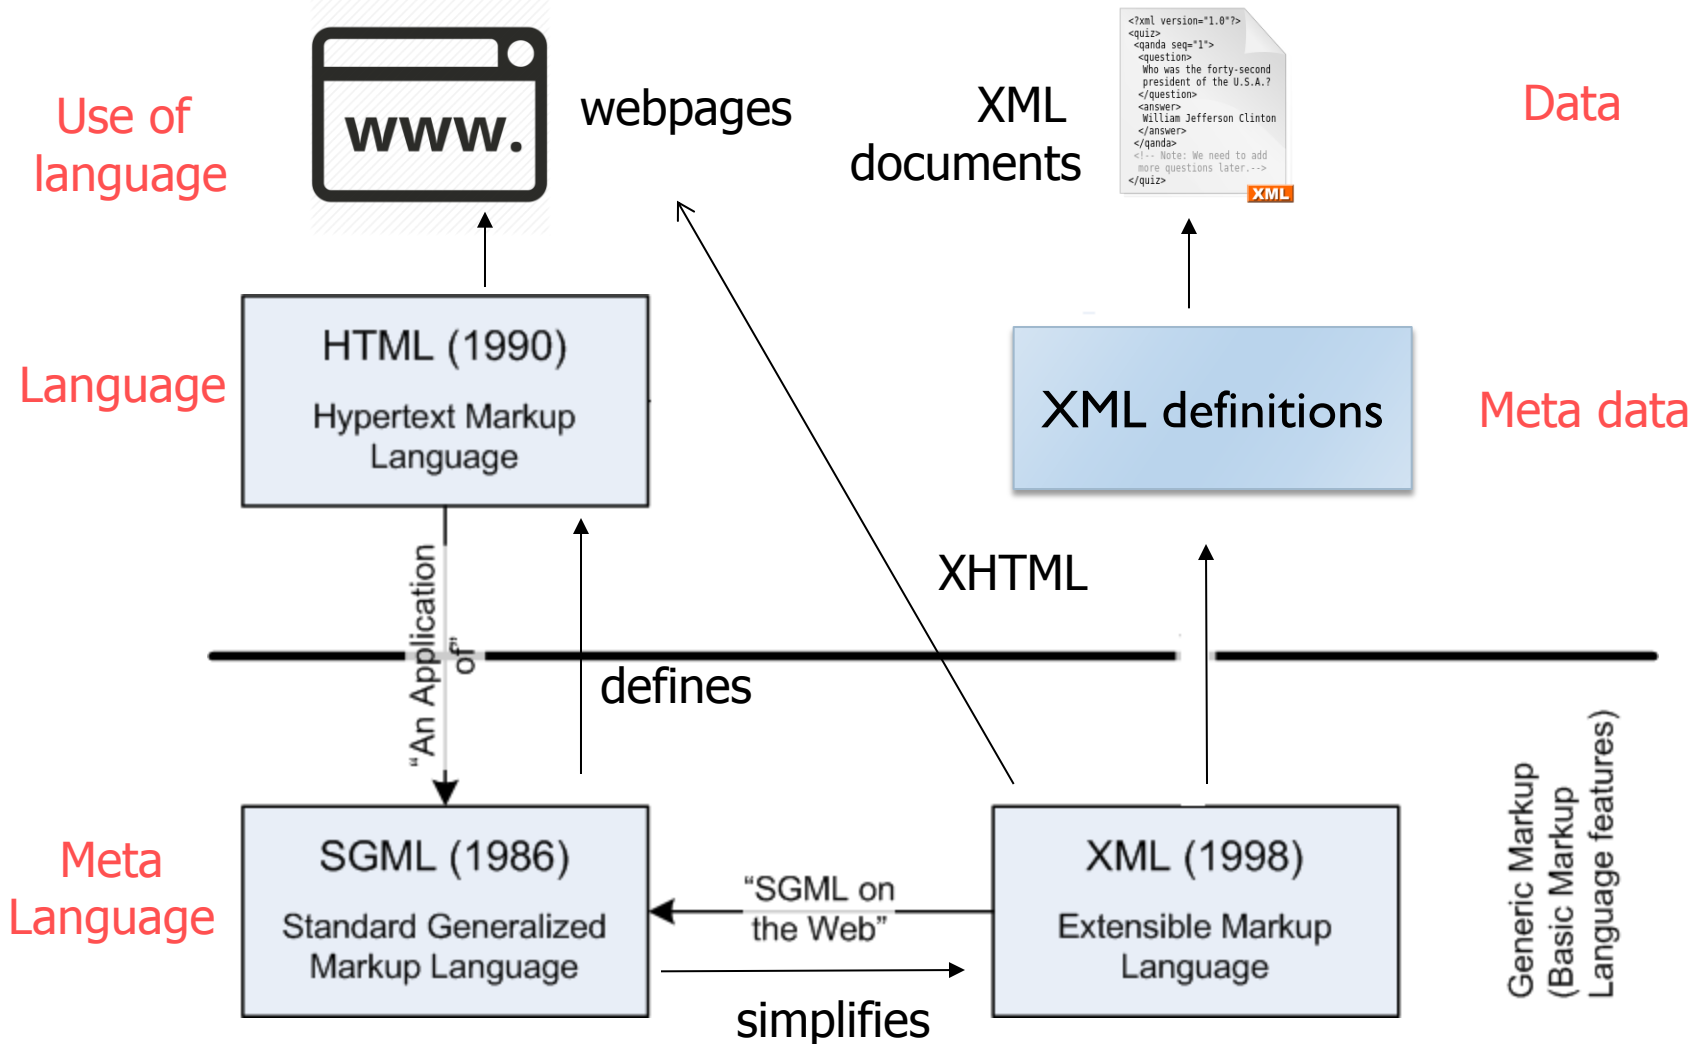 Use of
language
www.
webpages
XML
documents
<?xml version="1.0"?>
<quiz>
<qanda seq="1">
<question>
Who was the forty-second
president of the U.S.A.?
</question>
<answer>
William Jefferson Clinton
</answer>
</qanda>
<!-- Note: We need to add
more questions later.-->
</quiz>
XML
Data
Language
HTML (1990)
Hypertext Markup
Language
XML definitions
Meta data
"An Application
of"
defines
XHTML
Meta
Language
SGML (1986)
Standard Generalized
Markup Language
"SGML on
the Web"
simplifies
XML (1998)
Extensible Markup
Language
Generic Markup
(Basic Markup
Language features)